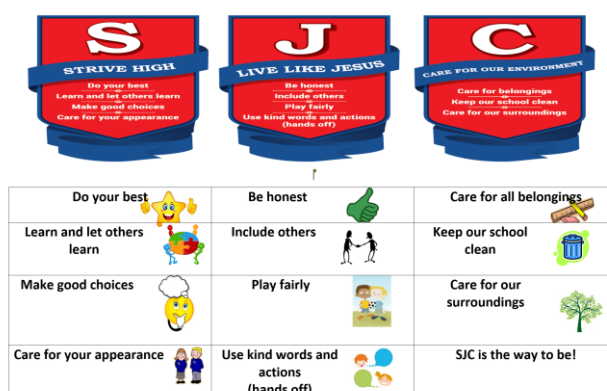 S
STRIVE HIGH
Do your best
Learn and let others learn
Make good choices
Care for your appearance
J
LIVE LIKE JESUS
Be honest
Include others
Play fairly
Use kind words and actions
(hands off)
C
CARE FOR OUR ENVIRONMENT
Care for belongings
Keep our school clean
Care for our surroundings
Do your best
Be honest
Care for all belongings
Learn and let others
learn
Include others
Keep our school
clean
Make good choices
Play fairly
Care for our
surroundings
Care for your appearance
Use kind words and
actions
(hands off)
SJC is the way to be!